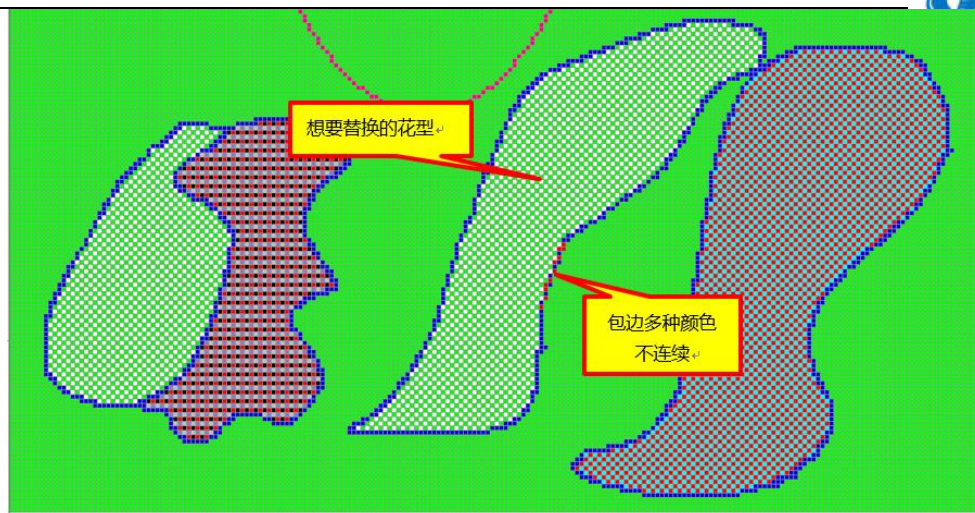 想要替换的花型
包边多种颜色
不连续